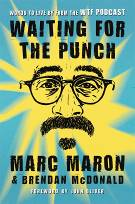 WORDS TO LIVE BY FROM THE WTF PODCAST
WAITING FOR
THE PUNCH
MARC MARON
& BRENDAN McDONALD
FOREWORD BY JOHN OLIVER